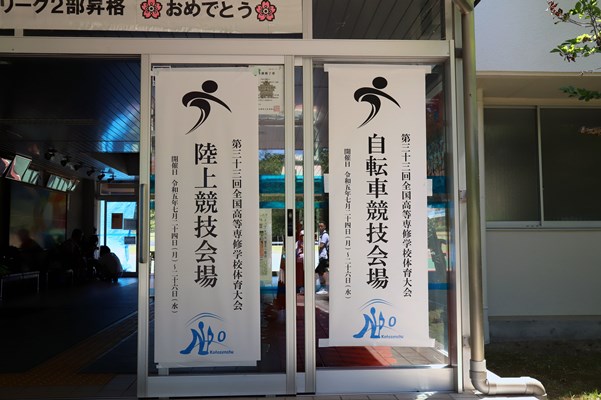 リーグ2部昇格 おめでとう
第三十三回全国高等専修学校体育大会
陸上競技会場
開催日 令和五年七月二十四日(月)~二十六日(水)
第三十三回全国高等専修学校体育大会
自転車競技会場
開催日 令和五年七月二十四日(月)~二十六日(水)